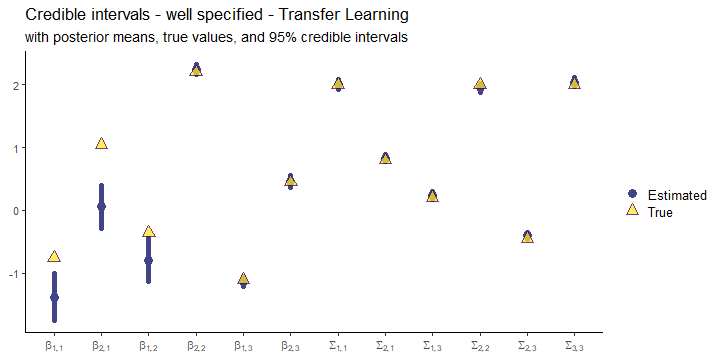 Credible intervals - well specified - Transfer Learning
with posterior means, true values, and 95% credible intervals
2
1
0
-1
β1, 1 β2, 1 β1, 2 β2, 2 β1, 3 β2, 3 Σ1, 1 Σ2, 1 Σ1, 3 Σ2, 2 Σ2, 3 Σ3, 3
Estimated
True